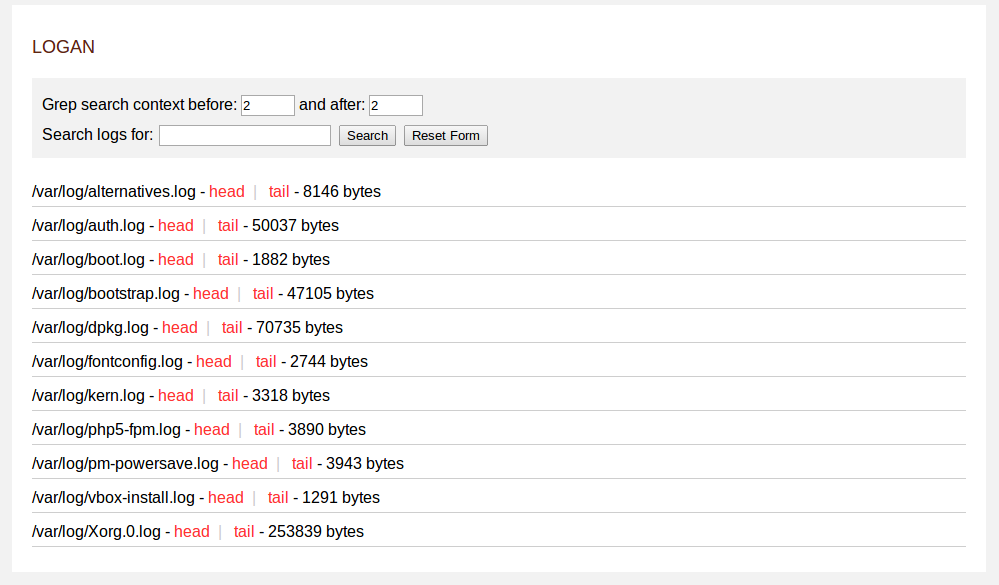 LOGAN
Grep search context before: 2 and after: 2
Search logs for: Search Reset Form
/var/log/alternatives.log - head | tail - 8146 bytes
/var/log/auth.log - head | tail - 50037 bytes
/var/log/boot.log - head | tail - 1882 bytes
/var/log/bootstrap.log - head | tail - 47105 bytes
/var/log/dpkg.log - head | tail - 70735 bytes
/var/log/fontconfig.log - head | tail - 2744 bytes
/var/log/kern.log - head | tail - 3318 bytes
/var/log/php5-fpm.log - head | tail - 3890 bytes
/var/log/pm-powersave.log - head | tail - 3943 bytes
/var/log/vbox-install.log - head | tail - 1291 bytes
/var/log/Xorg.0.log - head | tail - 253839 bytes